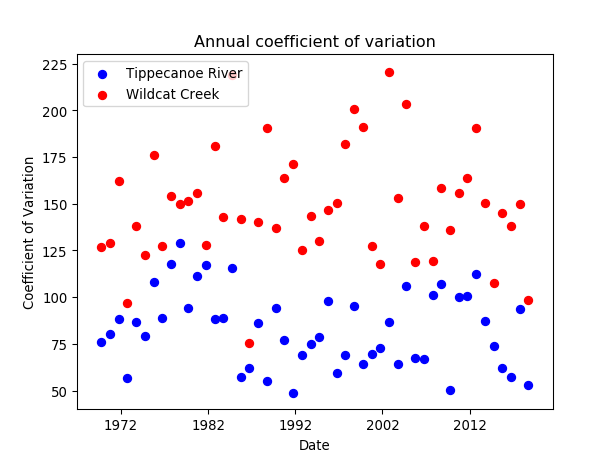 Annual coefficient of variation
Tippecanoe River
Wildcat Creek
Coefficient of Variation
225
200
175
150
125
100
75
50
1972 1982 1992 2002 2012
Date